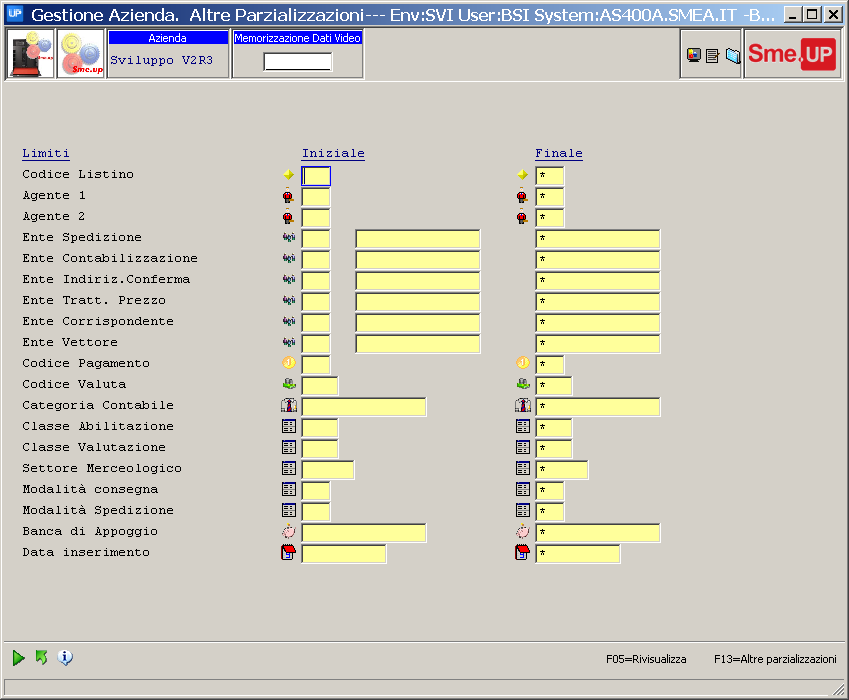 UP Gestione Azienda. Altre Parzializzazioni--- Env:SVI User:BSI System:AS400A.SMEA.IT -B...
Azienda
Sviluppo V2R3
Memorizzazione Dati Video
Sme.up
Sme.UP
Limiti Iniziale Finale
Codice Listino *
Agente 1 *
Agente 2 *
Ente Spedizione *
Ente Contabilizzazione *
Ente Indiriz.Conferma *
Ente Tratt. Prezzo *
Ente Corrispondente *
Ente Vettore *
Codice Pagamento *
Codice Valuta *
Categoria Contabile *
Classe Abilitazione *
Classe Valutazione *
Settore Merceologico *
Modalità consegna *
Modalità Spedizione *
Banca di Appoggio *
Data inserimento *
F05=Rivisualizza F13=Altre parzializzazioni